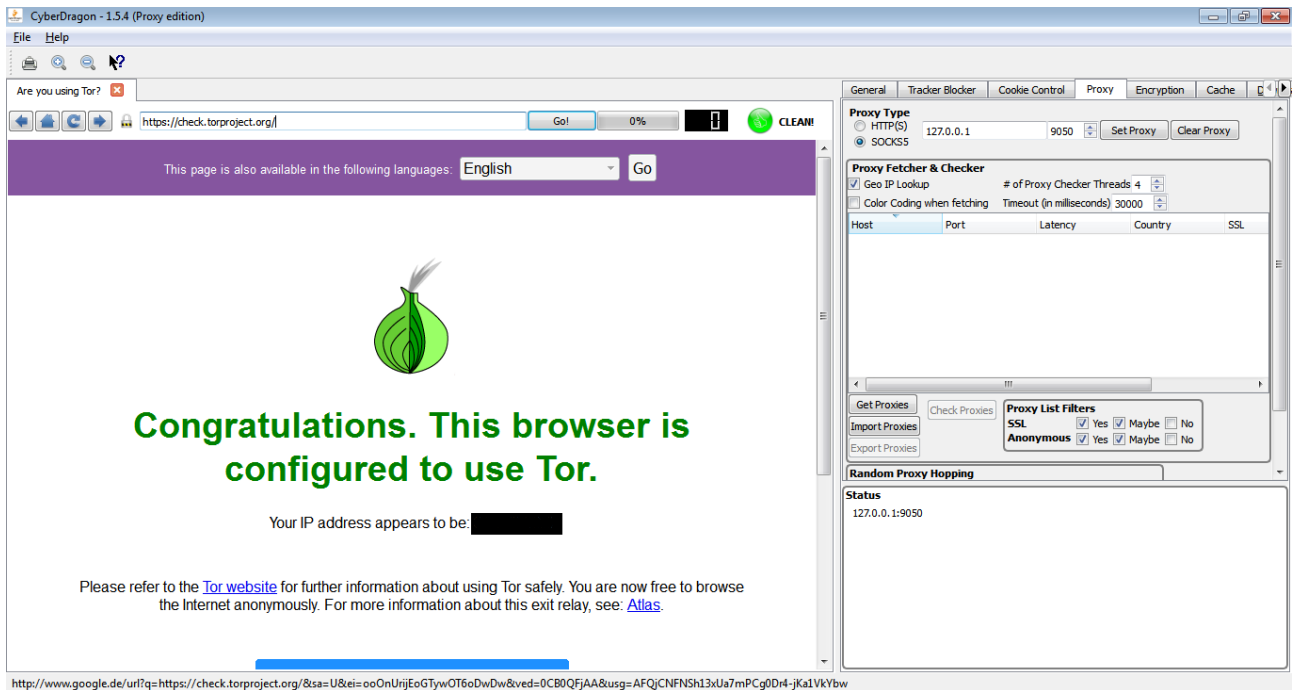 CyberDragon - 1.5.4 (Proxy edition)
File Help
Are you using Tor?
https://check.torproject.org/
Go! 0% 0 CLEAN!
This page is also available in the following languages: English Go
Congratulations. This browser is
configured to use Tor.
Your IP address appears to be:
Please refer to the Tor website for further information about using Tor safely. You are now free to browse
the Internet anonymously. For more information about this exit relay, see: Atlas.
General Tracker Blocker Cookie Control Proxy Encryption Cache
Proxy Type
HTTP(S)
SOCKS5
127.0.0.1 9050 Set Proxy Clear Proxy
Proxy Fetcher & Checker
Geo IP Lookup # of Proxy Checker Threads 4
Color Coding when fetching Timeout (in milliseconds) 30000
Host Port Latency Country SSL
Get Proxies Check Proxies
Import Proxies
Export Proxies
Proxy List Filters
SSL Yes Maybe No
Anonymous Yes Maybe No
Random Proxy Hopping
Status
127.0.0.1:9050
http://www.google.de/url?q=https://check.torproject.org/&sa=U&ei=ooOnUrijEoGTywOT6oDwDw&ved=0CB0QFjAA&usg=AFQjCNFNSh13xUa7mPCg0Dr4-jKa1VkYbw